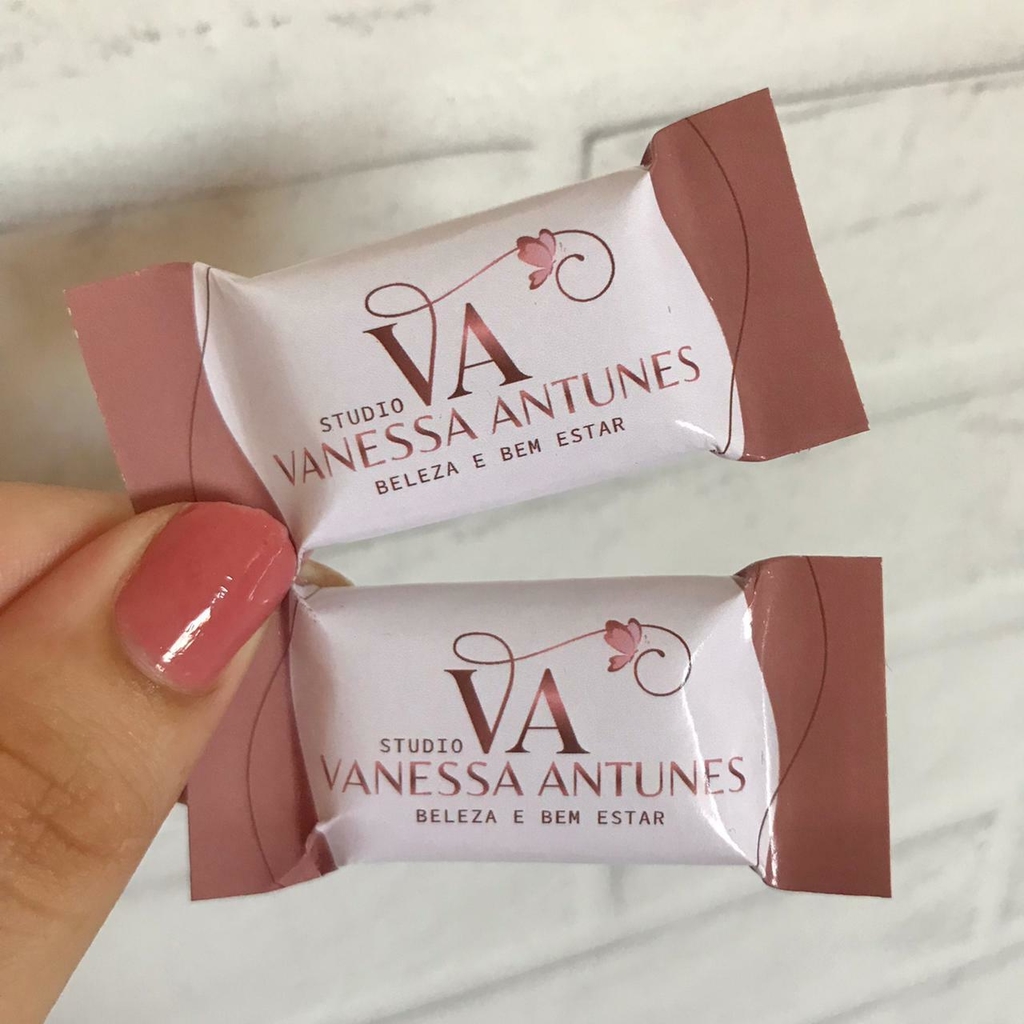 VA
STUDIO
VANESSA ANTUNES
BELEZA E BEM ESTAR
VA
STUDIO
VANESSA ANTUNES
BELEZA E BEM ESTAR